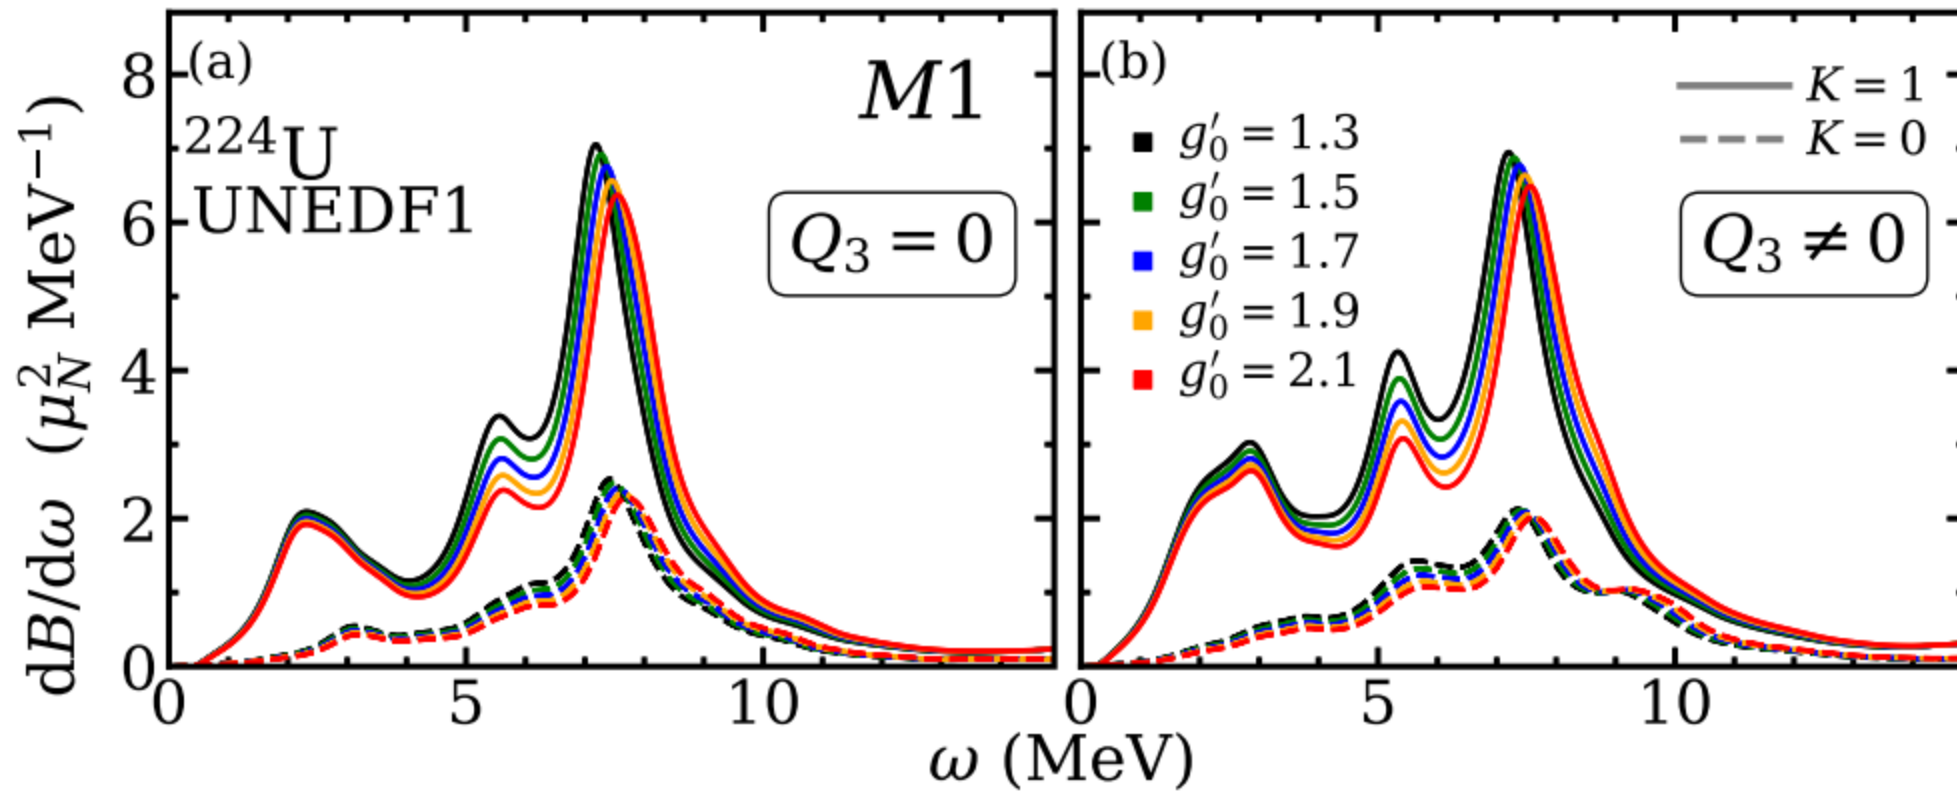 (a)
M1
²²⁴U
UNEDF1
Q₃ = 0
(b)
K = 1
K = 0
g′₀ = 1.3
g′₀ = 1.5
g′₀ = 1.7
g′₀ = 1.9
g′₀ = 2.1
Q₃ ≠ 0
dB/dω (μ²_N MeV⁻¹)
8
6
4
2
0
0 5 10
0 5 10
ω (MeV)